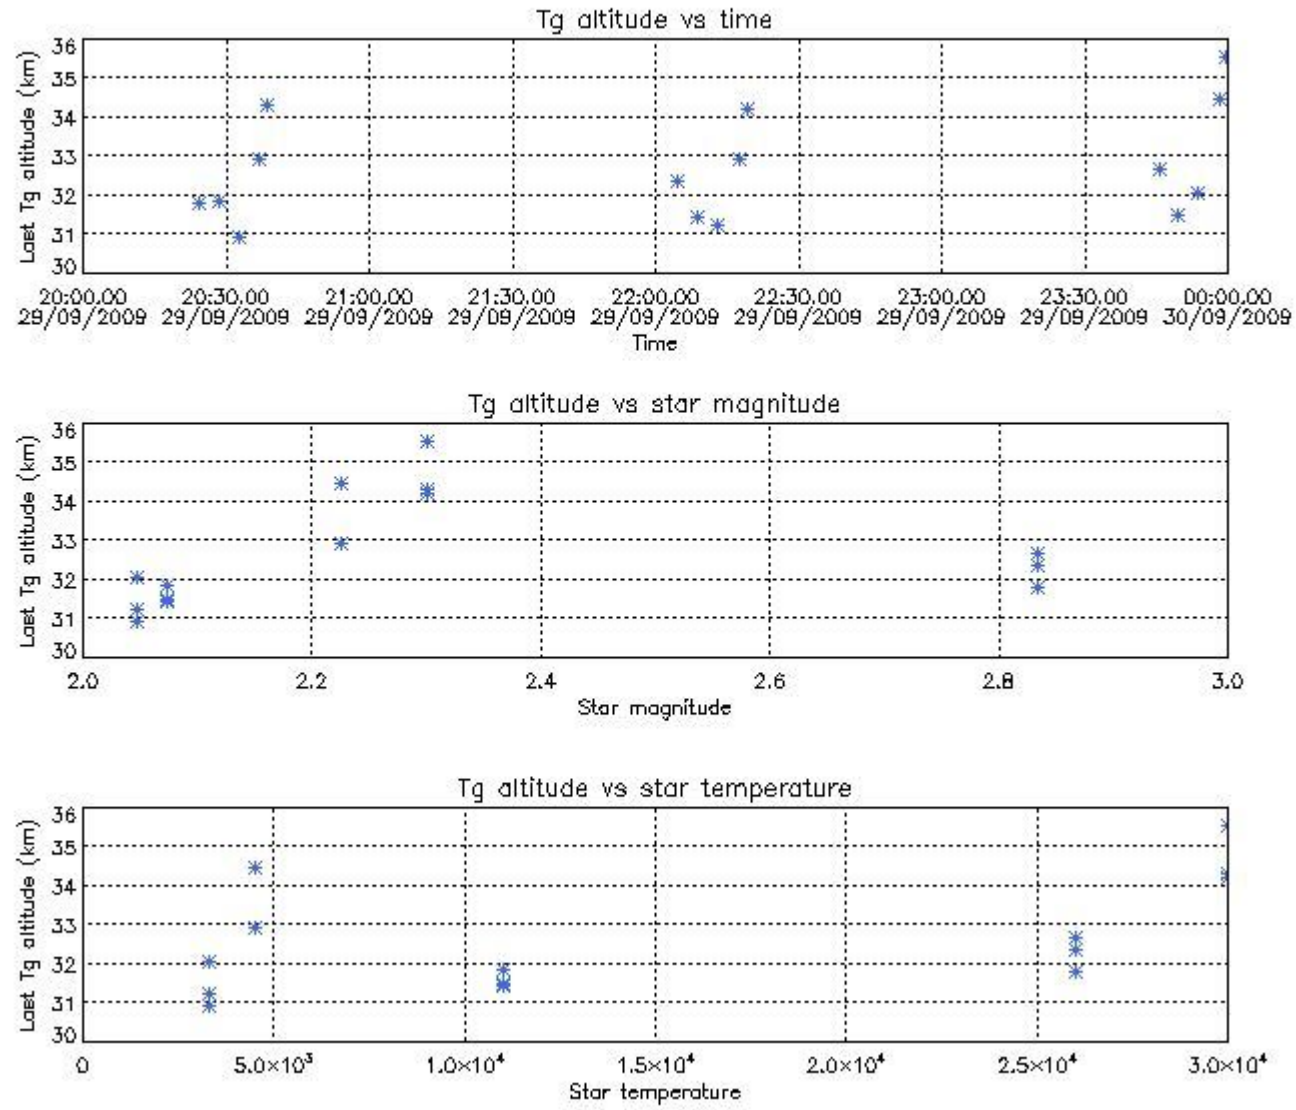 Tg altitude vs time
Last Tg altitude (km)
36
35
34
33
32
31
30
20:00.00 20:30.00 21:00.00 21:30.00 22:00.00 22:30.00 23:00.00 23:30.00 00:00.00
29/09/2009 29/09/2009 29/09/2009 29/09/2009 29/09/2009 29/09/2009 29/09/2009 29/09/2009 30/09/2009
Time
Tg altitude vs star magnitude
Last Tg altitude (km)
36
35
34
33
32
31
30
2.0 2.2 2.4 2.6 2.8 3.0
Star magnitude
Tg altitude vs star temperature
Last Tg altitude (km)
36
35
34
33
32
31
30
0 5.0×10³ 1.0×10⁴ 1.5×10⁴ 2.0×10⁴ 2.5×10⁴ 3.0×10⁴
Star temperature